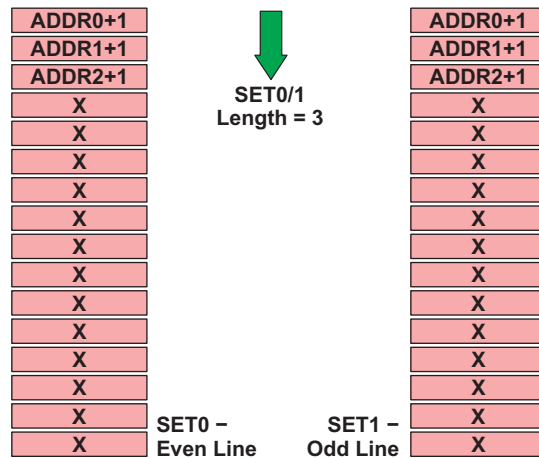 ADDR0+1
ADDR1+1
ADDR2+1
X
X
X
X
X
X
X
X
X
X
X
X
X
SET0 −
Even Line
SET0/1
Length = 3
ADDR0+1
ADDR1+1
ADDR2+1
X
X
X
X
X
X
X
X
X
X
X
X
X
SET1 −
Odd Line